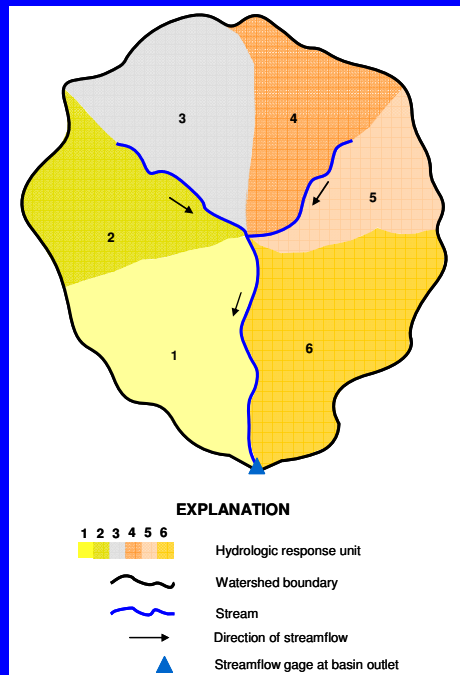 3
4
5
2
1
6
EXPLANATION
1 2 3 4 5 6
Hydrologic response unit
Watershed boundary
Stream
Direction of streamflow
Streamflow gage at basin outlet